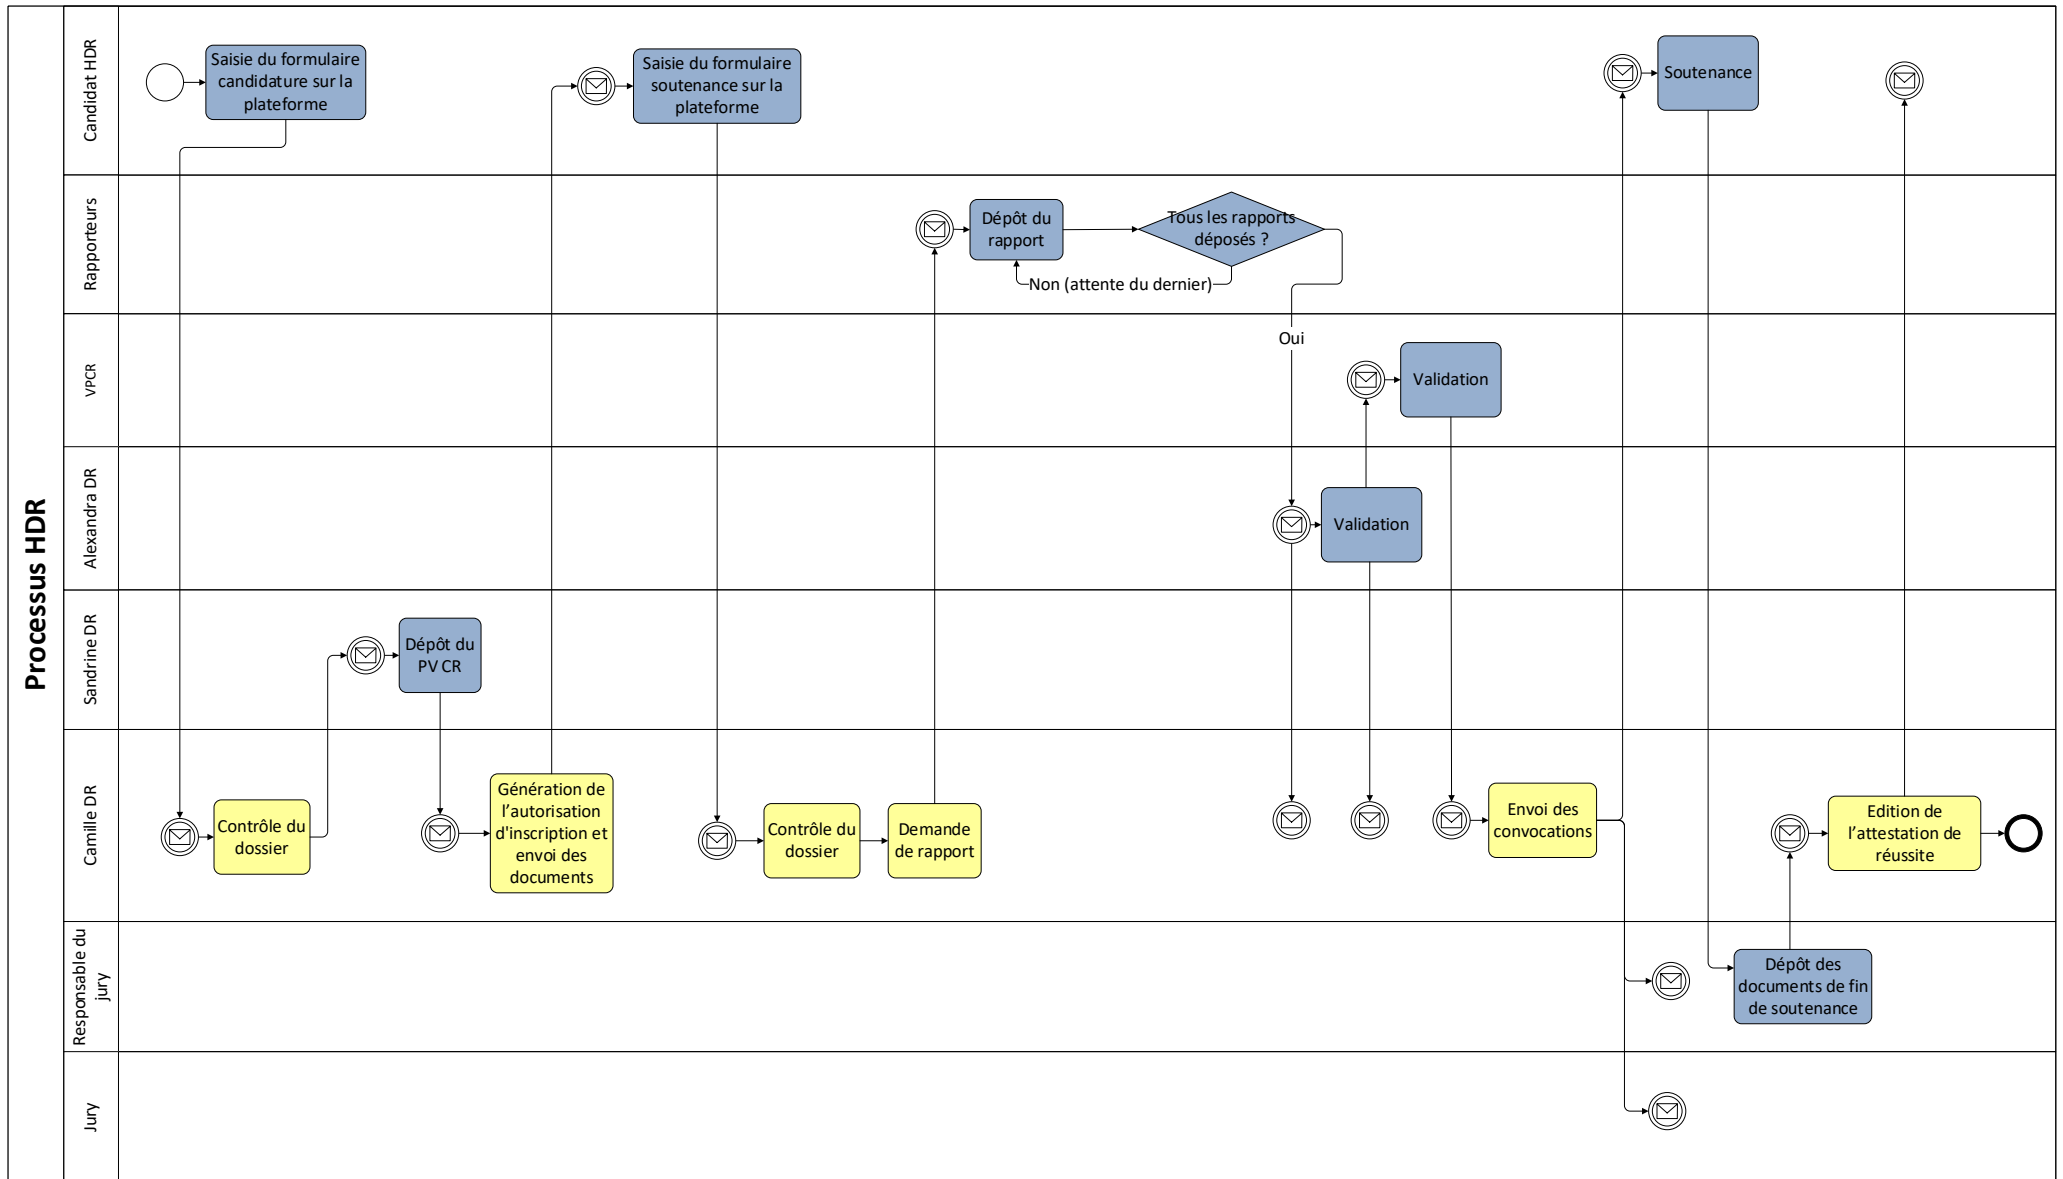 Processus HDR
Candidat HDR
Saisie du formulaire
candidature sur la
plateforme
Saisie du formulaire
soutenance sur la
plateforme
Soutenance
Rapporteurs
Dépôt du
rapport
Tous les rapports
déposés ?
Non (attente du dernier)
VPCR
Oui
Validation
Alexandra DR
Validation
Sandrine DR
Dépôt du
PV CR
Camille DR
Contrôle du
dossier
Génération de
l’autorisation
d'inscription et
envoi des
documents
Contrôle du
dossier
Demande
de rapport
Envoi des
convocations
Edition de
l’attestation de
réussite
Responsable du
jury
Dépôt des
documents de fin
de soutenance
Jury